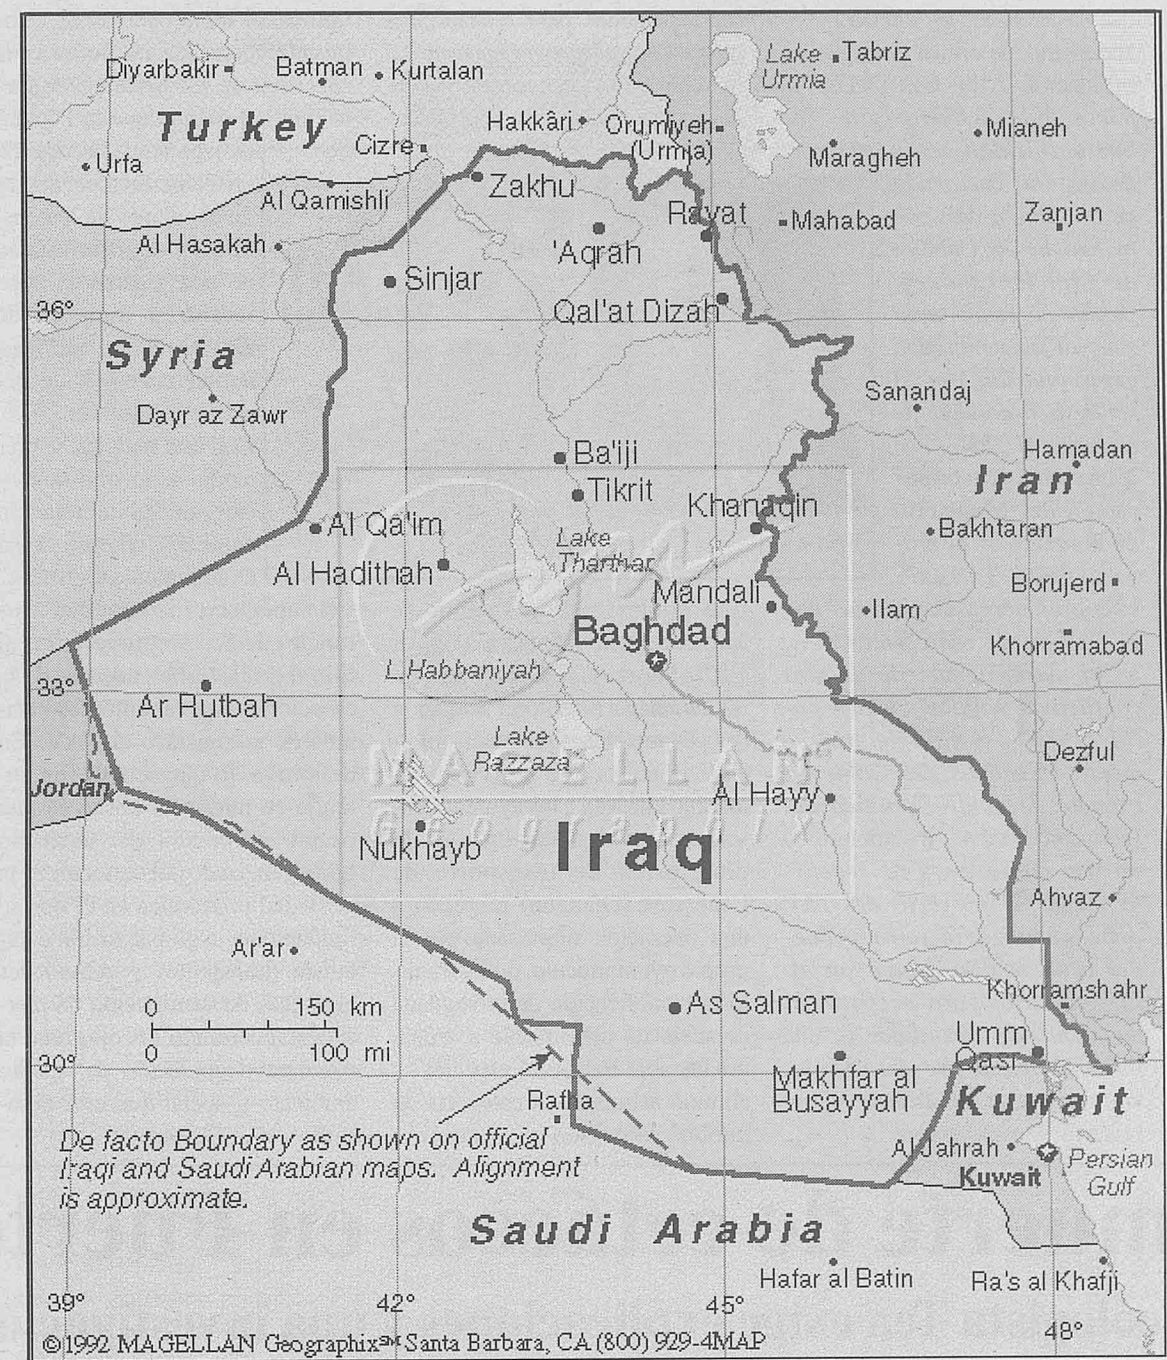 Diyarbakir
Batman
Kurtalan
Lake
Urmia
Tabriz
Turkey
Hakkâri
Orumiyeh
(Urmia)
Mianeh
Cizre
Maragheh
Urfa
Zakhu
Al Qamishli
Rayat
Mahabad
Zanjan
Al Hasakah
'Aqrah
Sinjar
36°
Qal'at Dizah
Syria
Sanandaj
Dayr az Zawr
Hamadan
Ba'iji
Iran
Tikrit
Khanaqin
Al Qa'im
Bakhtaran
Lake
Tharthar
Al Hadithah
Mandali
Borujerd
Ilam
Baghdad
Khorramabad
L.Habbaniyah
33°
Ar Rutbah
Lake
Razzaza
Dezful
MAGELLAN
Geographix
Jordan
Al Hayy
Nukhayb
Iraq
Ahvaz
Ar'ar
Khorramshahr
0 150 km
0 100 mi
As Salman
Umm
Qasr
30°
Makhfar al
Busayyah
Kuwait
Rafha
De facto Boundary as shown on official
Iraqi and Saudi Arabian maps. Alignment
is approximate.
Al Jahrah
Kuwait
Persian
Gulf
Saudi Arabia
Hafar al Batin
Ra's al Khafji
39°
42°
45°
48°
©1992 MAGELLAN Geographix℠ Santa Barbara, CA (800) 929-4MAP